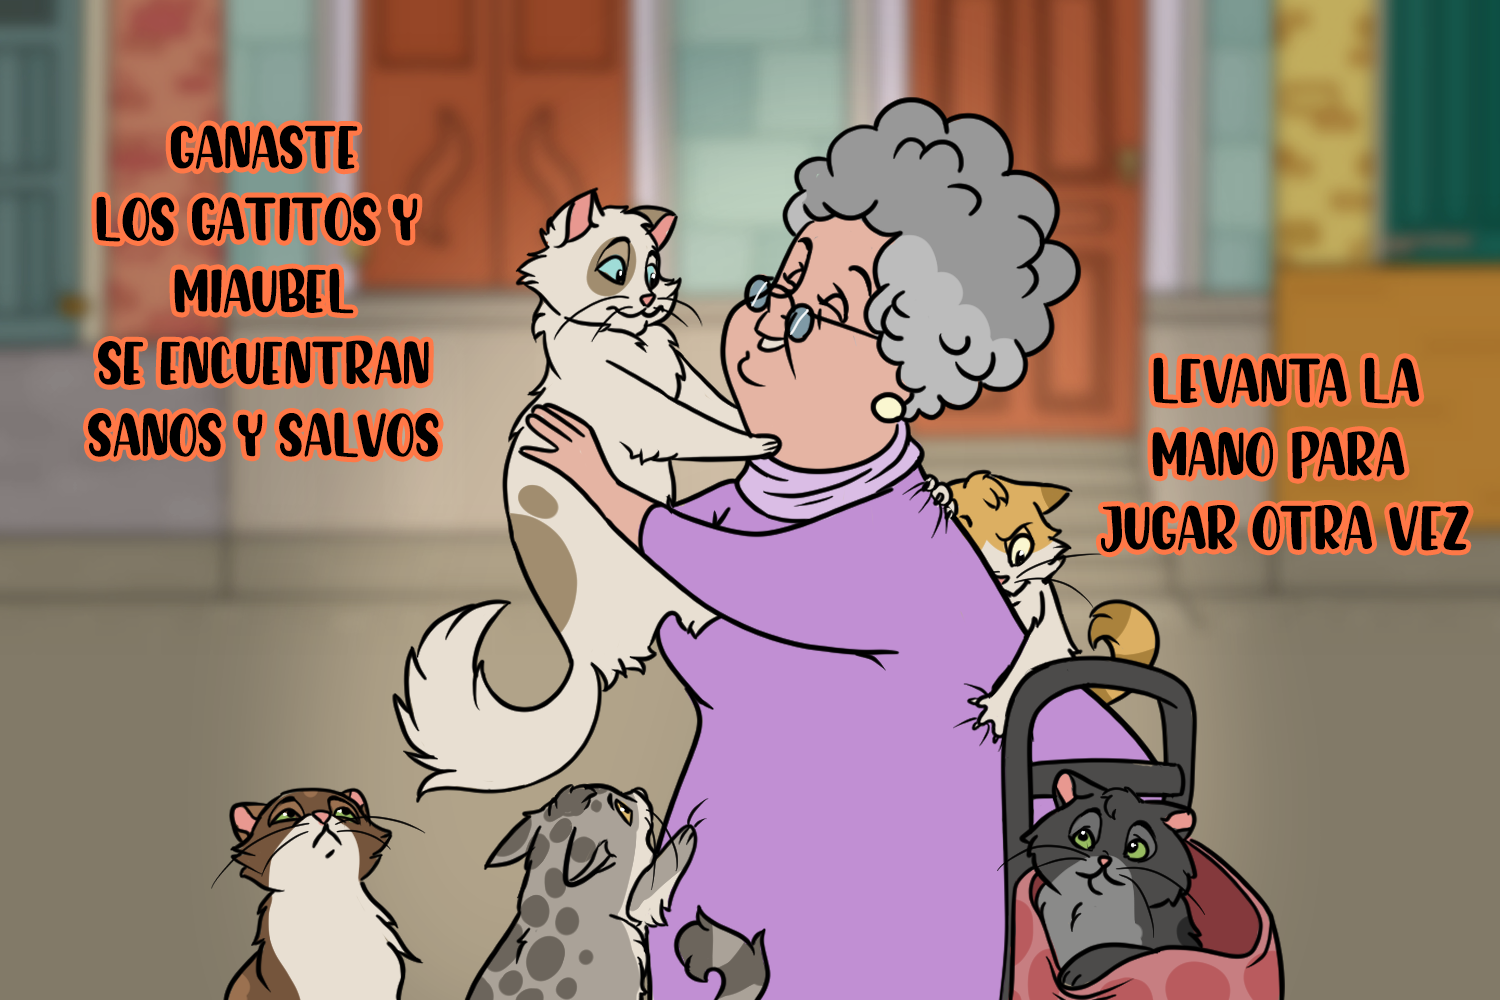 GANASTE
LOS GATITOS Y
MIAUBEL
SE ENCUENTRAN
SANOS Y SALVOS
LEVANTA LA
MANO PARA
JUGAR OTRA VEZ